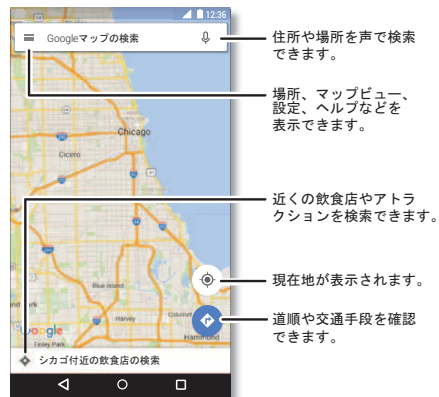 12:36
Googleマップの検索
Chicago
Cicero
Blue Island
Harvey
Calumet
Hammond
Tinley Park
Google
シカゴ付近の飲食店の検索
住所や場所を声で検索
できます。
場所、マップビュー、
設定、ヘルプなどを
表示できます。
近くの飲食店やアトラ
クションを検索できます。
現在地が表示されます。
道順や交通手段を確認
できます。